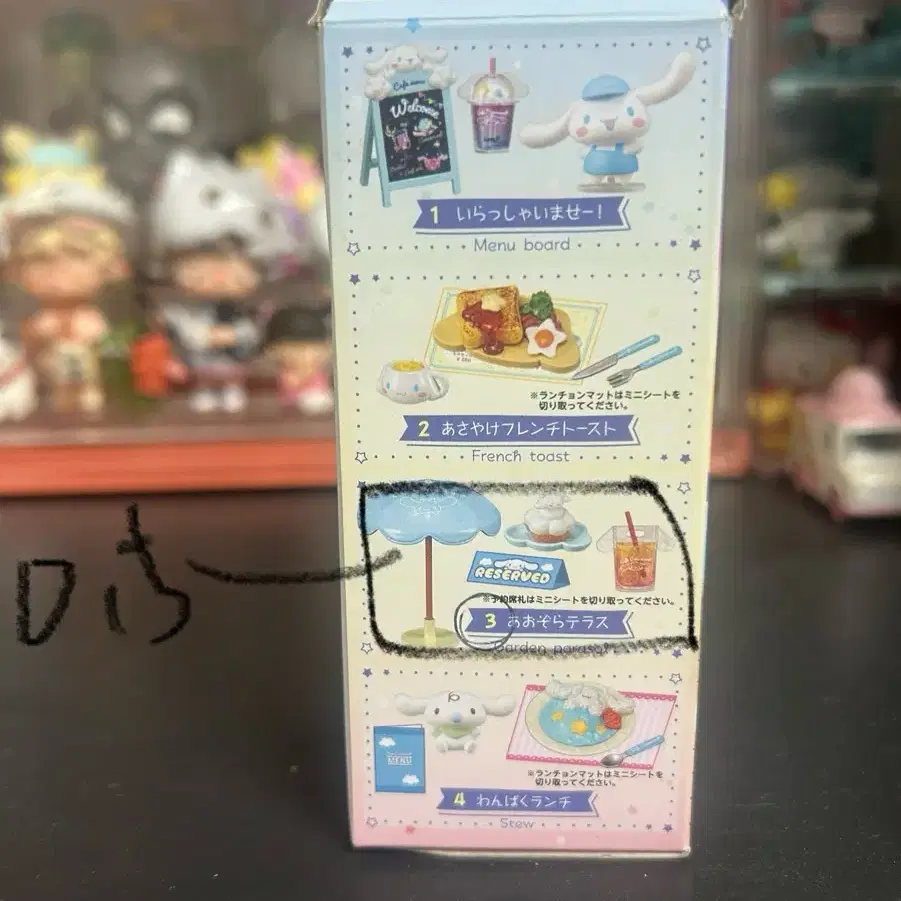 Cafe menu
Welcome
1 いらっしゃいませー!
Menu board
※ランチョンマットはミニシートを
切り取ってください。
2 あさやけフレンチトースト
French toast
미정
RESERVED
※予約席札はミニシートを切り取ってください。
3 あおぞらテラス
Garden parasol
MENU
※ランチョンマットはミニシートを
切り取ってください。
4 わんぱくランチ
Stew